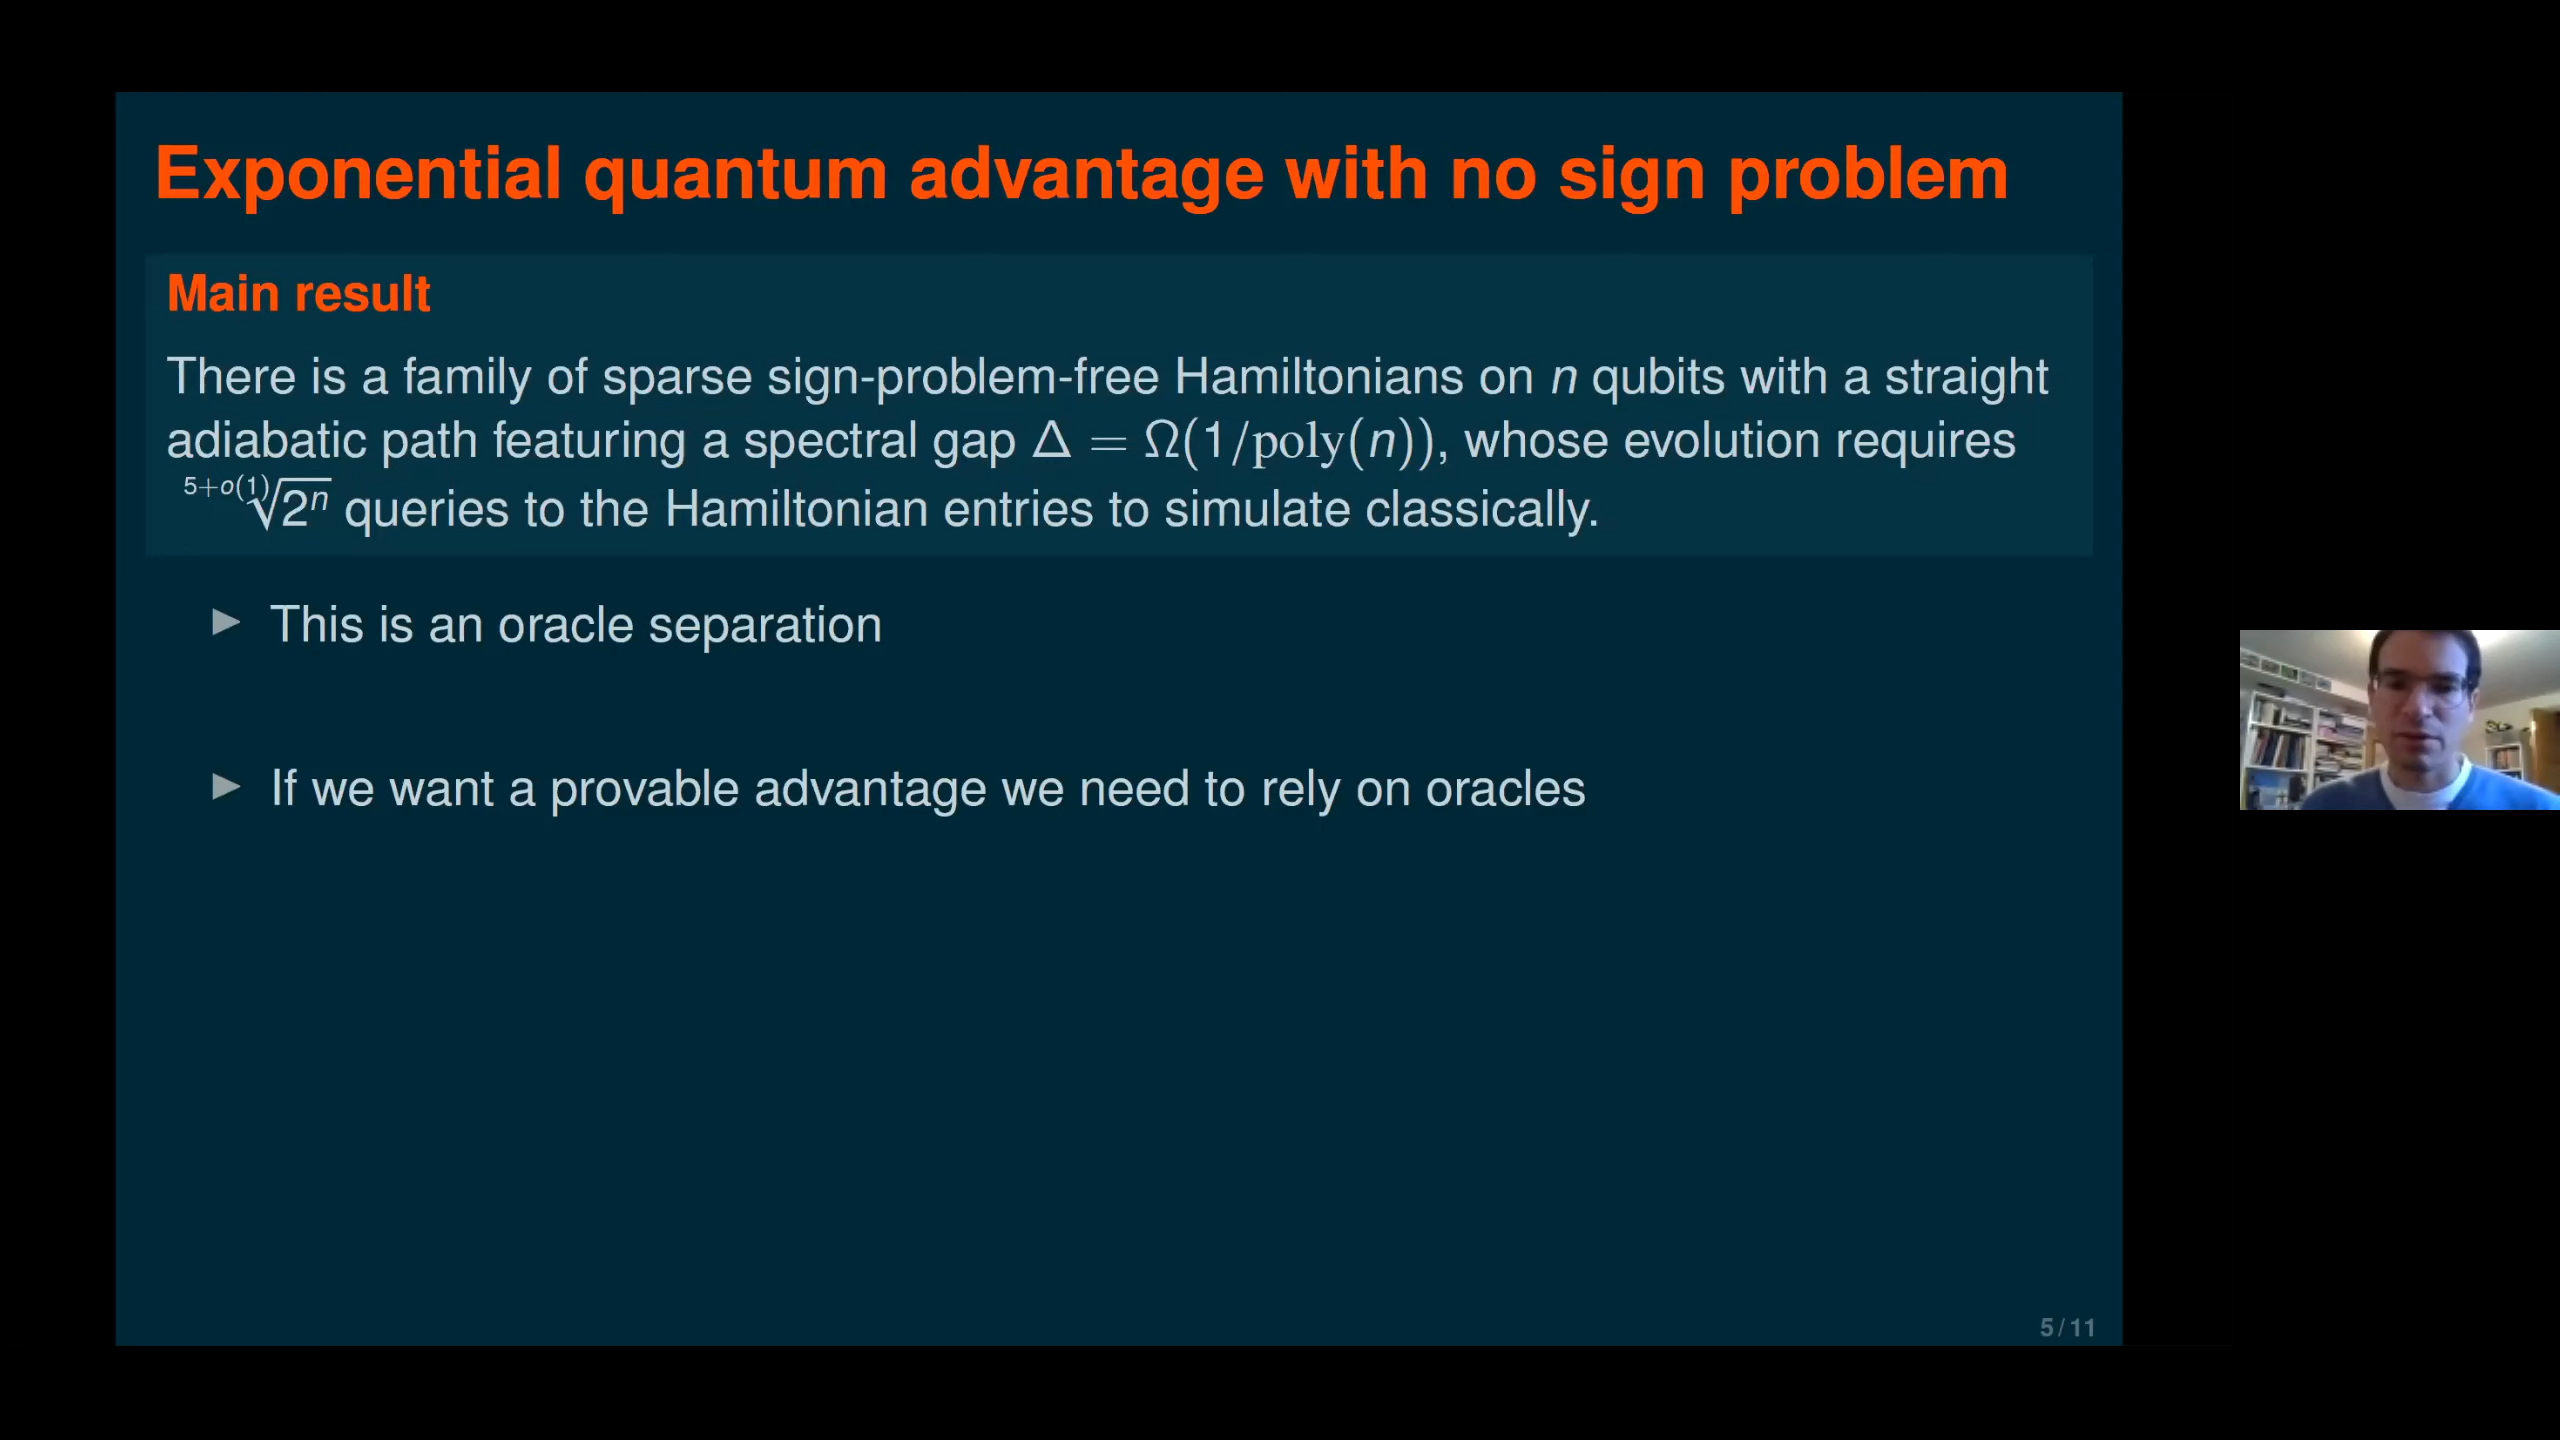 Exponential quantum advantage with no sign problem
Main result
There is a family of sparse sign-problem-free Hamiltonians on n qubits with a straight
adiabatic path featuring a spectral gap Δ = Ω(1/poly(n)), whose evolution requires
5+o(1)√2ⁿ queries to the Hamiltonian entries to simulate classically.
▶ This is an oracle separation
▶ If we want a provable advantage we need to rely on oracles
5/11